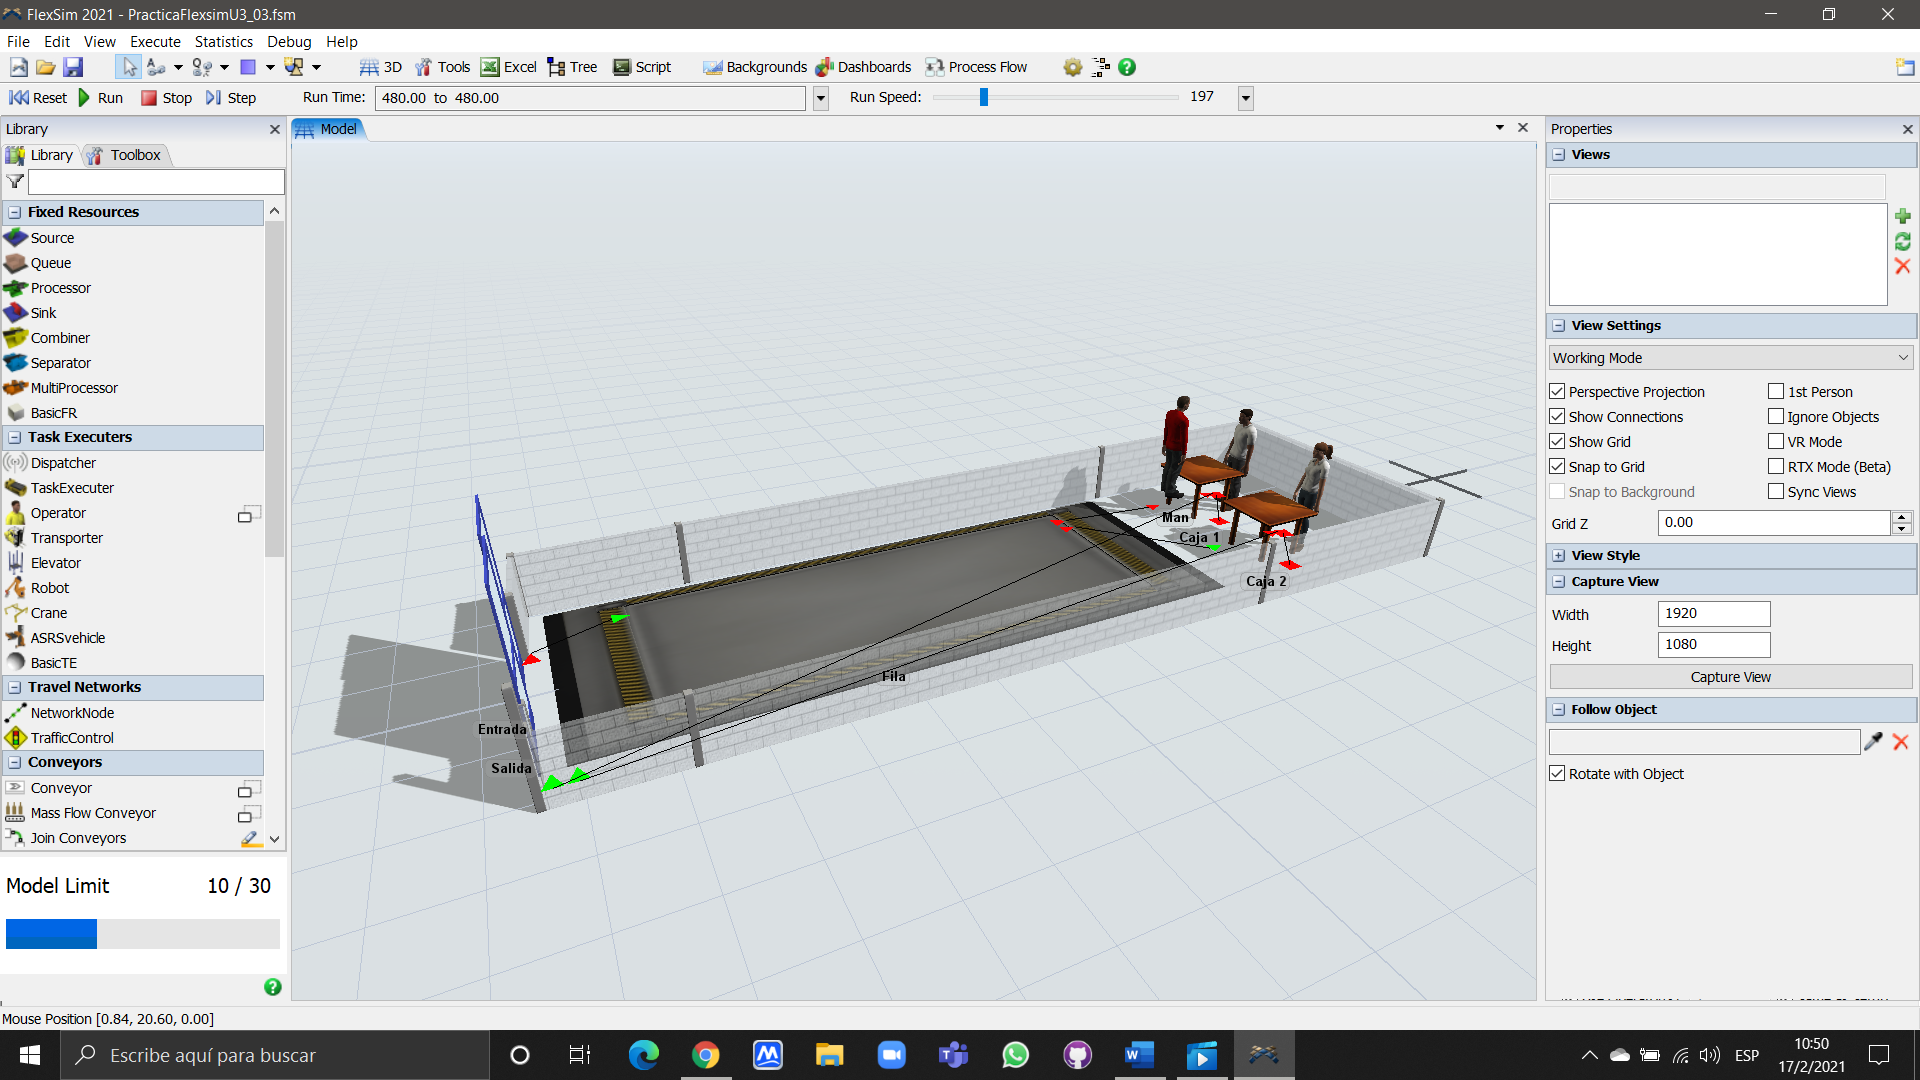 FlexSim 2021 - PracticaFlexsimU3_03.fsm
File Edit View Execute Statistics Debug Help
3D Tools Excel Tree Script Backgrounds Dashboards Process Flow
Reset Run Stop Step Run Time: 480.00 to 480.00 Run Speed: 197
Library
Library Toolbox
Fixed Resources
Source
Queue
Processor
Sink
Combiner
Separator
MultiProcessor
BasicFR
Task Executers
Dispatcher
TaskExecuter
Operator
Transporter
Elevator
Robot
Crane
ASRSvehicle
BasicTE
Travel Networks
NetworkNode
TrafficControl
Conveyors
Conveyor
Mass Flow Conveyor
Join Conveyors
Model Limit 10 / 30
Model
Man
Caja 1
Caja 2
Fila
Entrada
Salida
Properties
Views
View Settings
Working Mode
Perspective Projection 1st Person
Show Connections Ignore Objects
Show Grid VR Mode
Snap to Grid RTX Mode (Beta)
Snap to Background Sync Views
Grid Z 0.00
View Style
Capture View
Width 1920
Height 1080
Capture View
Follow Object
Rotate with Object
Mouse Position [0.84, 20.60, 0.00]
Escribe aquí para buscar
ESP
10:50
17/2/2021